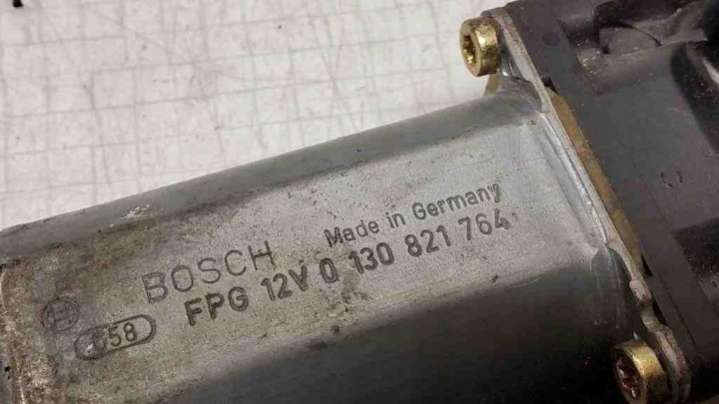 Made in Germany
BOSCH
FPG 12V 0 130 821 764